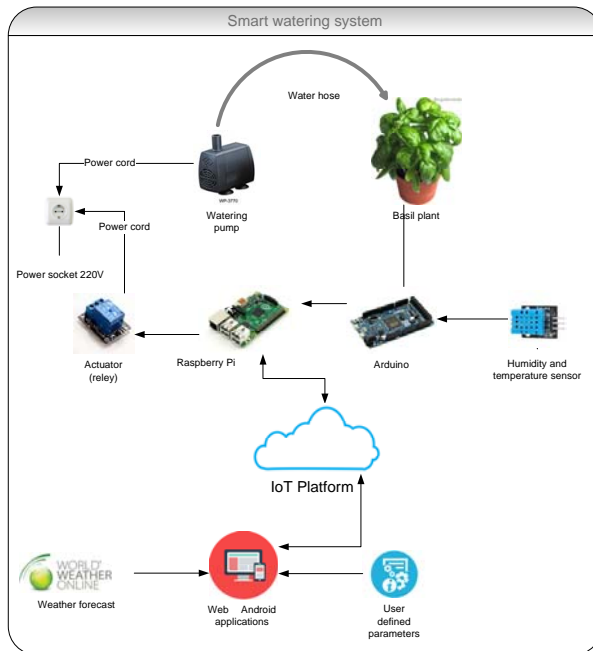 Smart watering system
Water hose
Power cord
WP-3770
Watering
pump
Basil plant
Power cord
Power socket 220V
Actuator
(reley)
Raspberry Pi
Arduino
Humidity and
temperature sensor
IoT Platform
WORLD
WEATHER
ONLINE
Weather forecast
Web Android
applications
User
defined
parameters